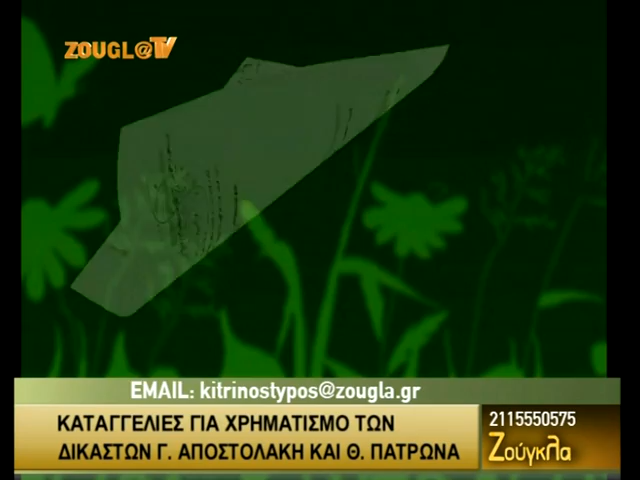 ZOUGL@TV
EMAIL: kitrinostypos@zougla.gr
ΚΑΤΑΓΓΕΛΙΕΣ ΓΙΑ ΧΡΗΜΑΤΙΣΜΟ ΤΩΝ
ΔΙΚΑΣΤΩΝ Γ. ΑΠΟΣΤΟΛΑΚΗ ΚΑΙ Θ. ΠΑΤΡΩΝΑ
2115550575
Ζούγκλα